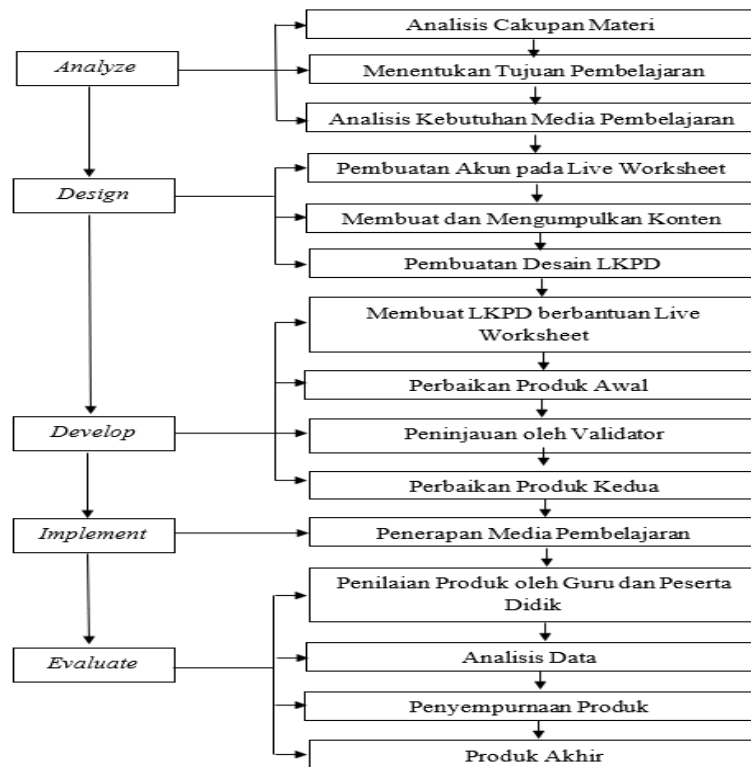 Analisis Cakupan Materi
Analyze
Menentukan Tujuan Pembelajaran
Analisis Kebutuhan Media Pembelajaran
Pembuatan Akun pada Live Worksheet
Design
Membuat dan Mengumpulkan Konten
Pembuatan Desain LKPD
Membuat LKPD berbantuan Live
Worksheet
Perbaikan Produk Awal
Develop
Peninjauan oleh Validator
Perbaikan Produk Kedua
Implement
Penerapan Media Pembelajaran
Penilaian Produk oleh Guru dan Peserta
Didik
Evaluate
Analisis Data
Penyempurnaan Produk
Produk Akhir